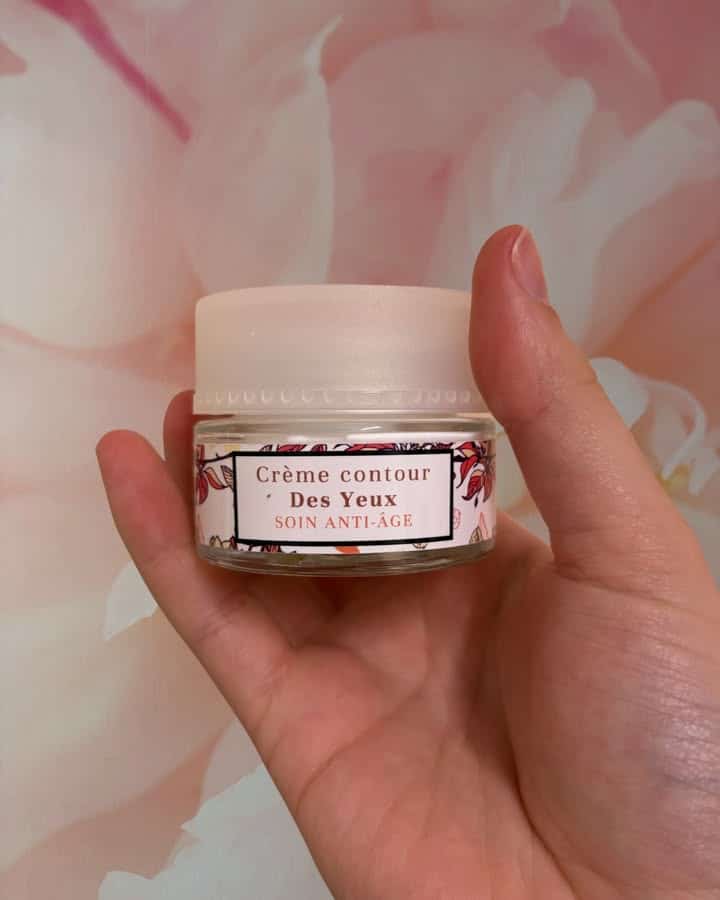 Crème contour
Des Yeux
SOIN ANTI-ÂGE